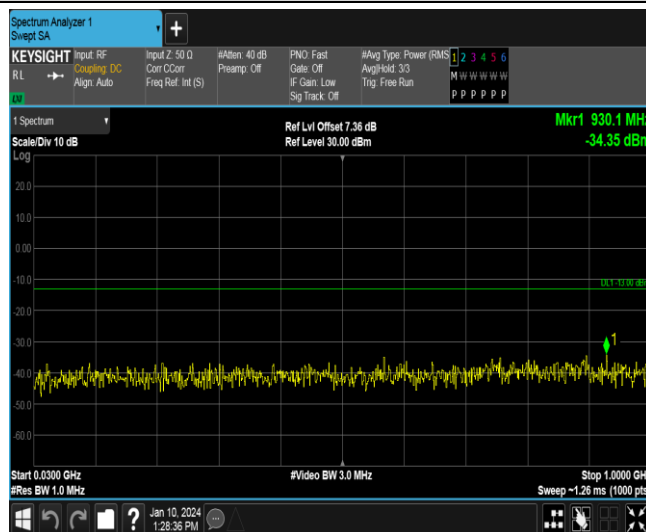 Spectrum Analyzer 1
Swept SA
KEYSIGHT
RL
LXI
Input: RF
Coupling: DC
Align: Auto
Input Z: 50 Ω
Corr CCorr
Freq Ref: Int (S)
#Atten: 40 dB
Preamp: Off
PNO: Fast
Gate: Off
IF Gain: Low
Sig Track: Off
#Avg Type: Power (RMS
Avg|Hold: 3/3
Trig: Free Run
1 2 3 4 5 6
M W W W W W
P P P P P P
1 Spectrum
Scale/Div 10 dB
Log
Ref Lvl Offset 7.36 dB
Ref Level 30.00 dBm
Mkr1 930.1 MHz
-34.35 dBm
20.0
10.0
0.00
-10.0
DL1 -13.00 dBm
-20.0
-30.0
1
-40.0
-50.0
-60.0
Start 0.0300 GHz
#Res BW 1.0 MHz
#Video BW 3.0 MHz
Stop 1.0000 GH
Sweep ~1.26 ms (1000 pts
?
Jan 10, 2024
1:28:36 PM